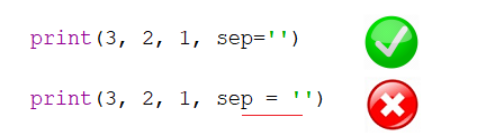 print(3, 2, 1, sep='')
print(3, 2, 1, sep = '')